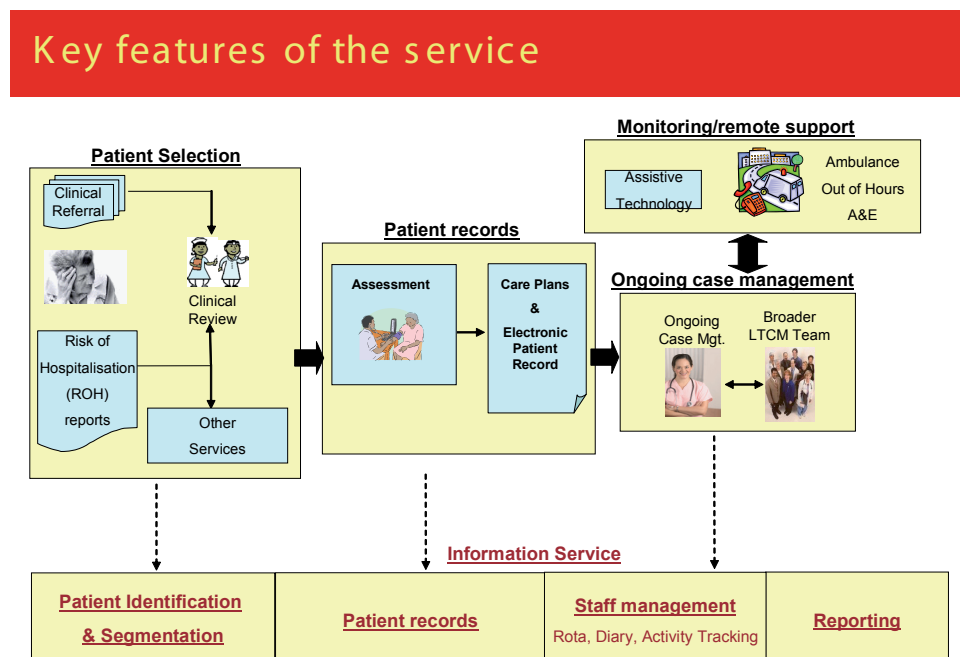 Key features of the service
Monitoring/remote support
Assistive
Technology
Ambulance
Out of Hours
A&E
Patient Selection
Clinical
Referral
Clinical
Review
Risk of
Hospitalisation
(ROH)
reports
Other
Services
Patient records
Assessment
Care Plans
&
Electronic
Patient
Record
Ongoing case management
Ongoing
Case Mgt.
Broader
LTCM Team
Information Service
Patient Identification
& Segmentation
Patient records
Staff management
Rota, Diary, Activity Tracking
Reporting